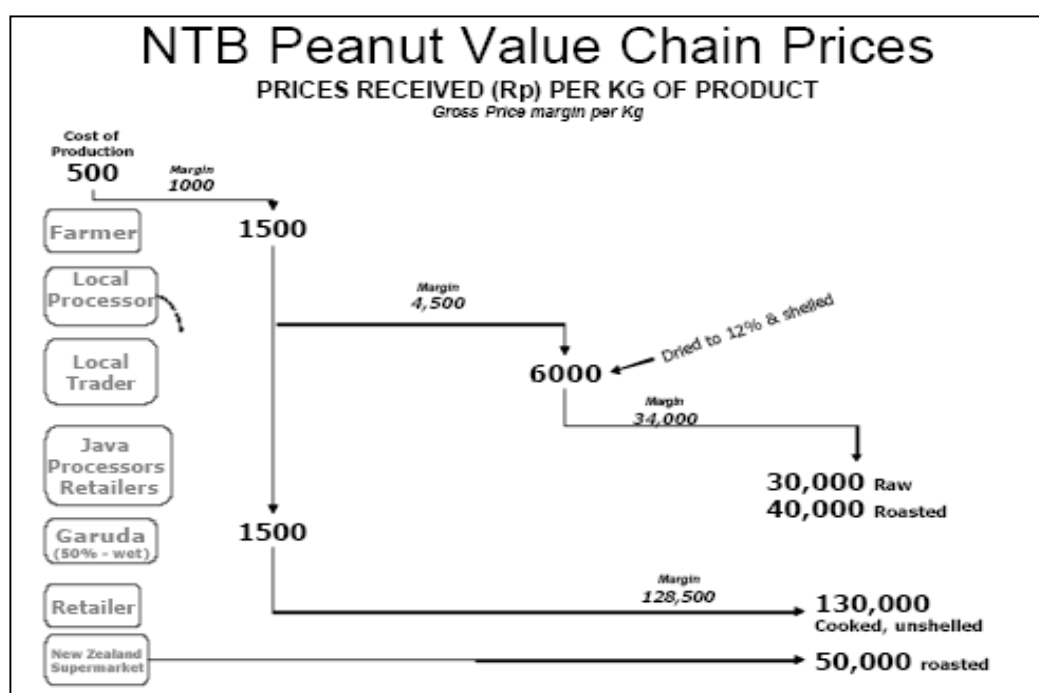 NTB Peanut Value Chain Prices
PRICES RECEIVED (Rp) PER KG OF PRODUCT
Gross Price margin per Kg
Cost of
Production
500
Margin
1000
Farmer
1500
Local
Processor
Margin
4,500
Dried to 12% & shelled
Local
Trader
6000
Margin
34,000
Java
Processors
Retailers
30,000 Raw
40,000 Roasted
Garuda
(50% - wet)
1500
Margin
128,500
Retailer
130,000
Cooked, unshelled
New Zealand
Supermarket
50,000 roasted